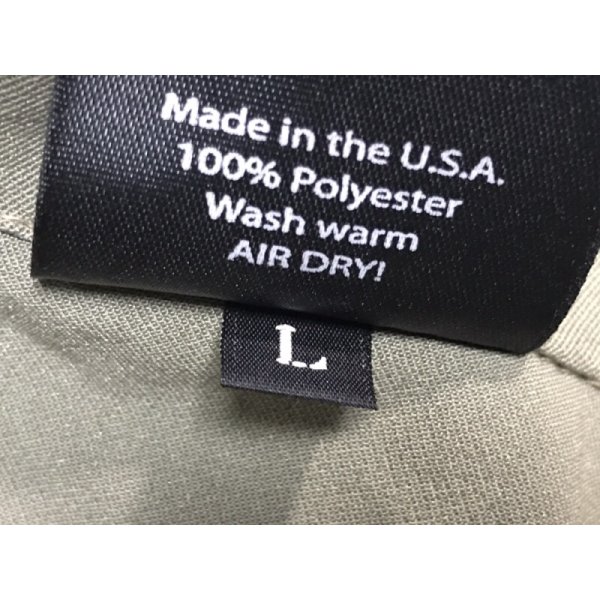 Made in the U.S.A.
100% Polyester
Wash warm
AIR DRY!
L